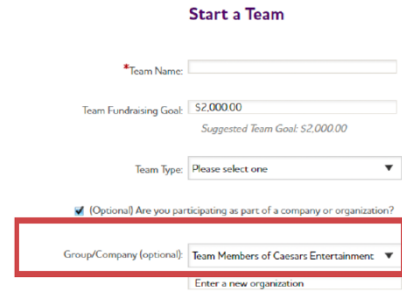 Start a Team
*Team Name:
Team Fundraising Goal: $2,000.00
Suggested Team Goal: $2,000.00
Team Type: Please select one
(Optional) Are you participating as part of a company or organization?
Group/Company (optional): Team Members of Caesars Entertainment
Enter a new organization